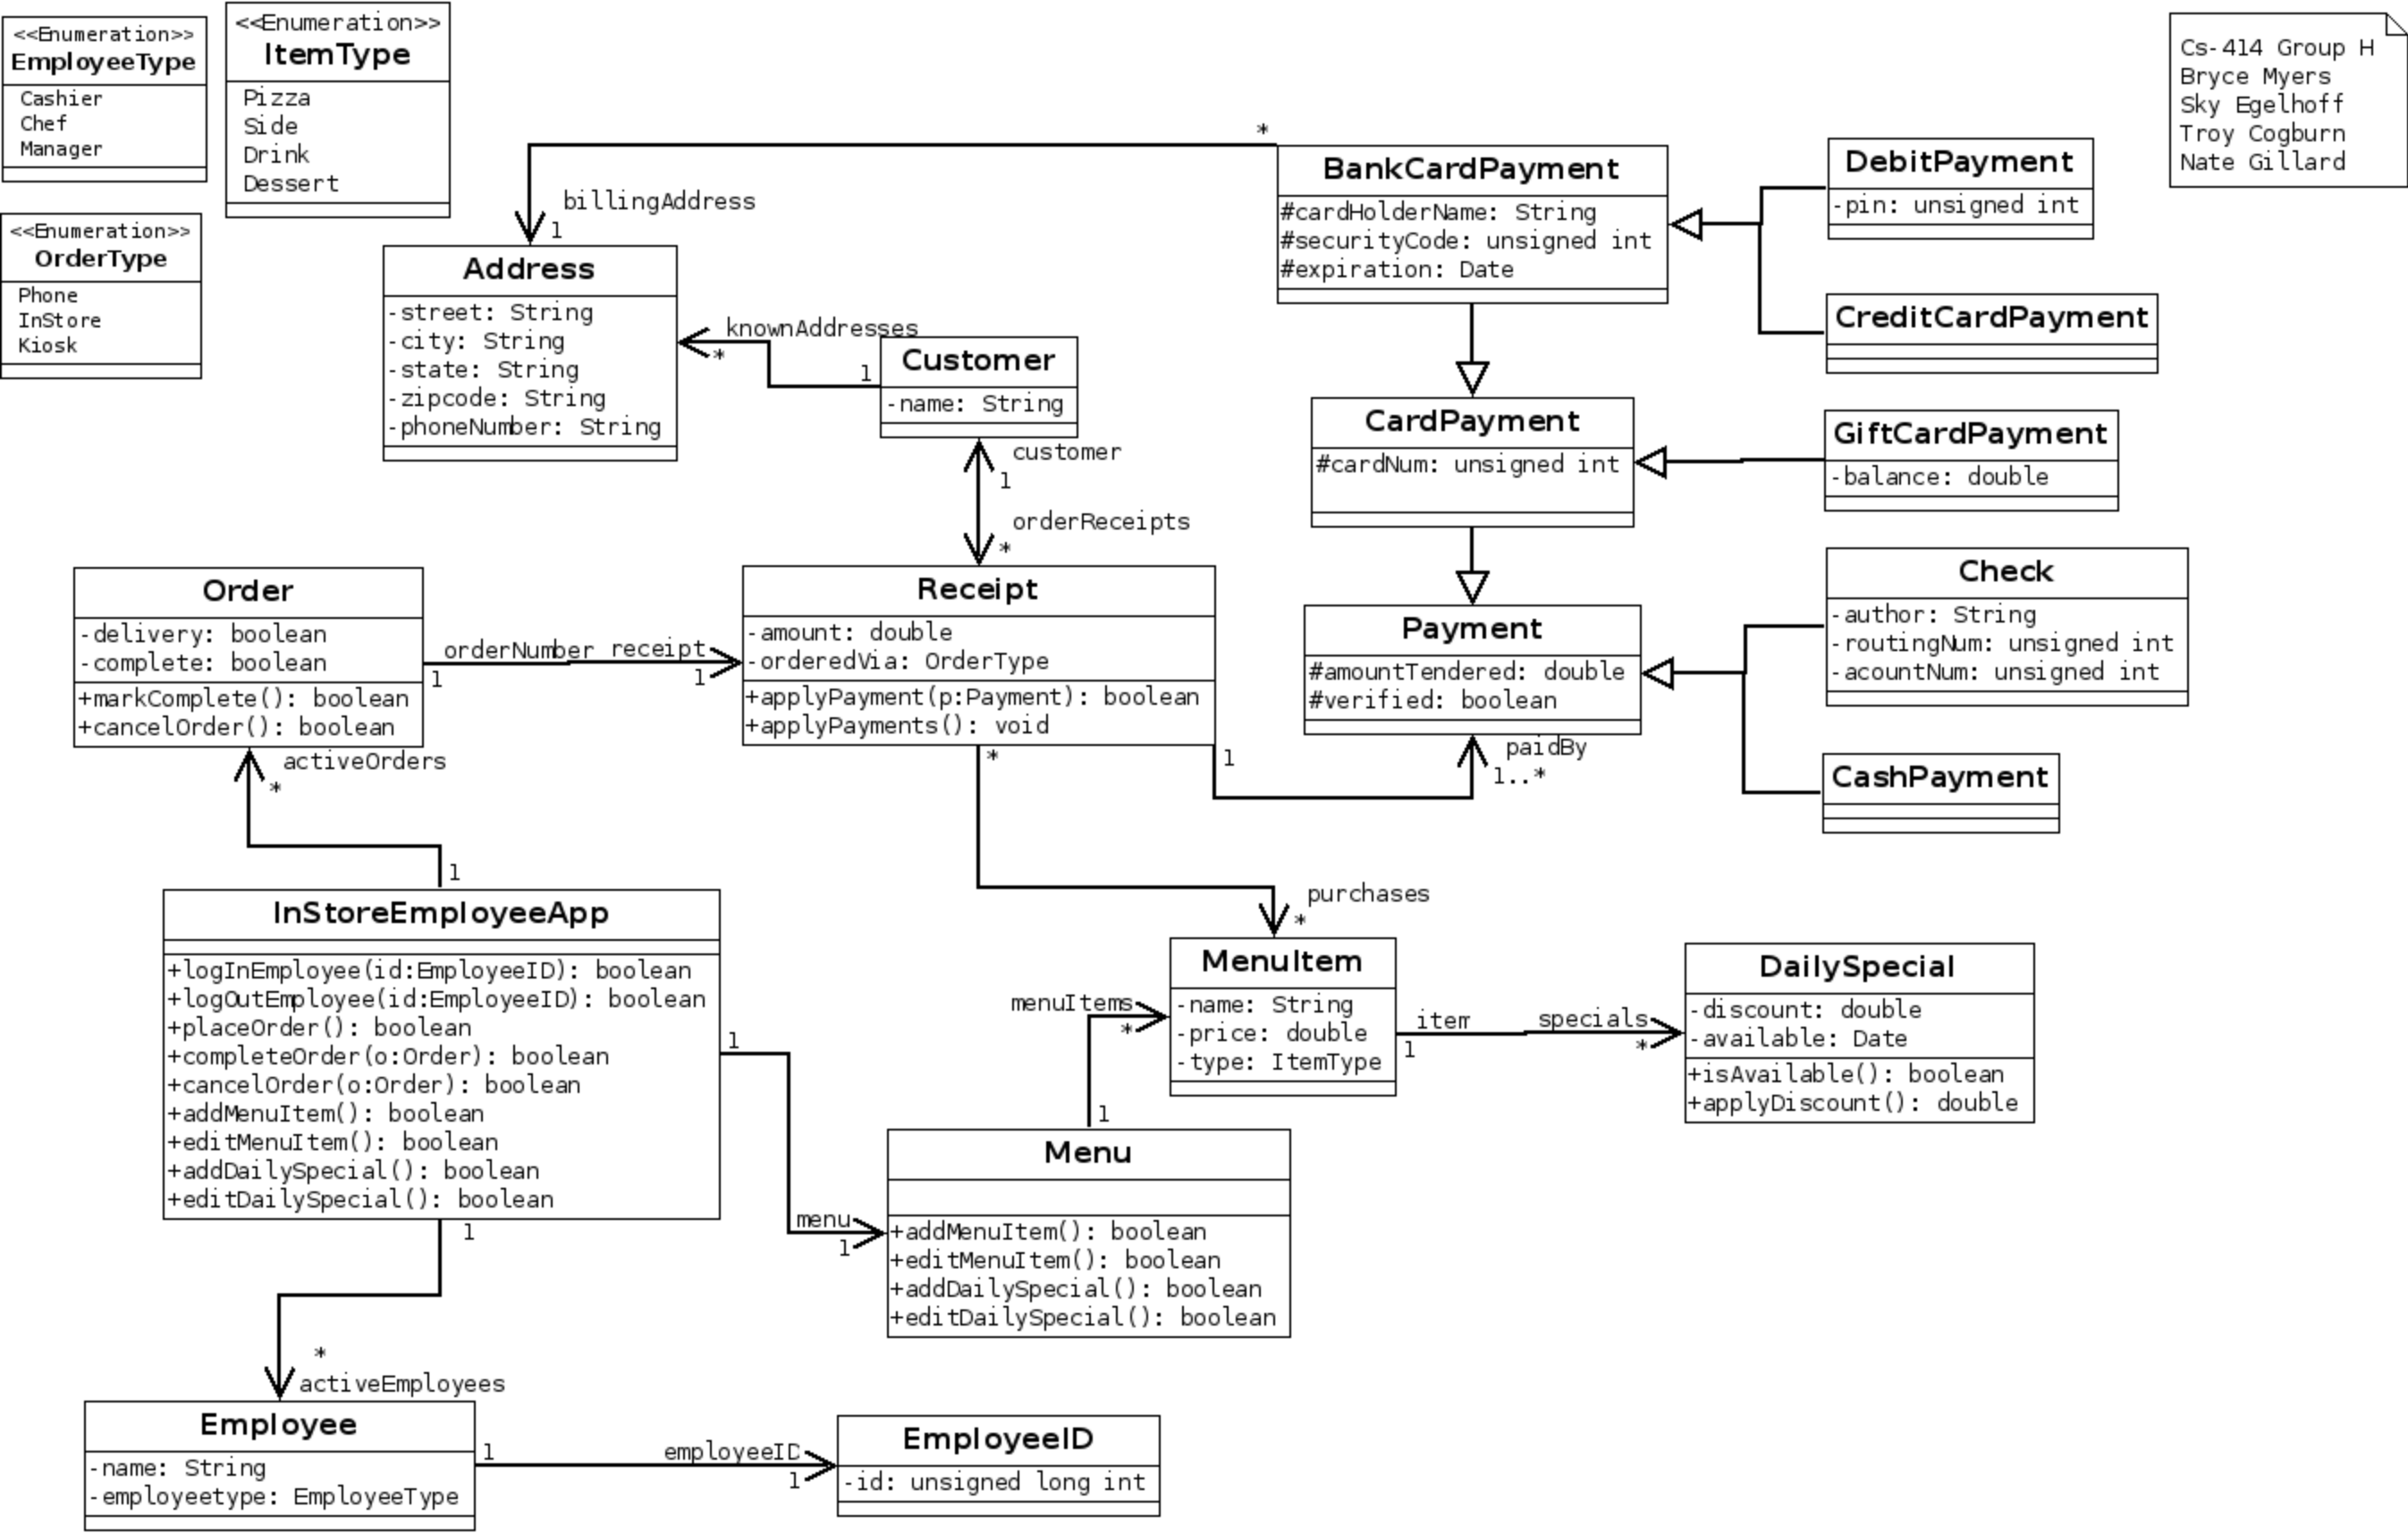 <<Enumeration>>
EmployeeType
Cashier
Chef
Manager
<<Enumeration>>
ItemType
Pizza
Side
Drink
Dessert
<<Enumeration>>
OrderType
Phone
InStore
Kiosk
Cs-414 Group H
Bryce Myers
Sky Egelhoff
Troy Cogburn
Nate Gillard
*
billingAddress
1
BankCardPayment
#cardHolderName: String
#securityCode: unsigned int
#expiration: Date
DebitPayment
-pin: unsigned int
CreditCardPayment
Address
-street: String
-city: String
-state: String
-zipcode: String
-phoneNumber: String
knownAddresses
*
1
Customer
-name: String
customer
1
orderReceipts
*
CardPayment
#cardNum: unsigned int
GiftCardPayment
-balance: double
Order
-delivery: boolean
-complete: boolean
+markComplete(): boolean
+cancelOrder(): boolean
orderNumber receipt
1
1
Receipt
-amount: double
-orderedVia: OrderType
+applyPayment(p:Payment): boolean
+applyPayments(): void
Payment
#amountTendered: double
#verified: boolean
Check
-author: String
-routingNum: unsigned int
-acountNum: unsigned int
CashPayment
activeOrders
*
1
*
1
paidBy
1..*
InStoreEmployeeApp
+logInEmployee(id:EmployeeID): boolean
+logOutEmployee(id:EmployeeID): boolean
+placeOrder(): boolean
+completeOrder(o:Order): boolean
+cancelOrder(o:Order): boolean
+addMenuItem(): boolean
+editMenuItem(): boolean
+addDailySpecial(): boolean
+editDailySpecial(): boolean
purchases
*
MenuItem
-name: String
-price: double
-type: ItemType
item
1
specials
*
DailySpecial
-discount: double
-available: Date
+isAvailable(): boolean
+applyDiscount(): double
menuItems
*
1
1
menu
1
Menu
+addMenuItem(): boolean
+editMenuItem(): boolean
+addDailySpecial(): boolean
+editDailySpecial(): boolean
1
*
activeEmployees
Employee
-name: String
-employeetype: EmployeeType
1
employeeID
1
EmployeeID
-id: unsigned long int